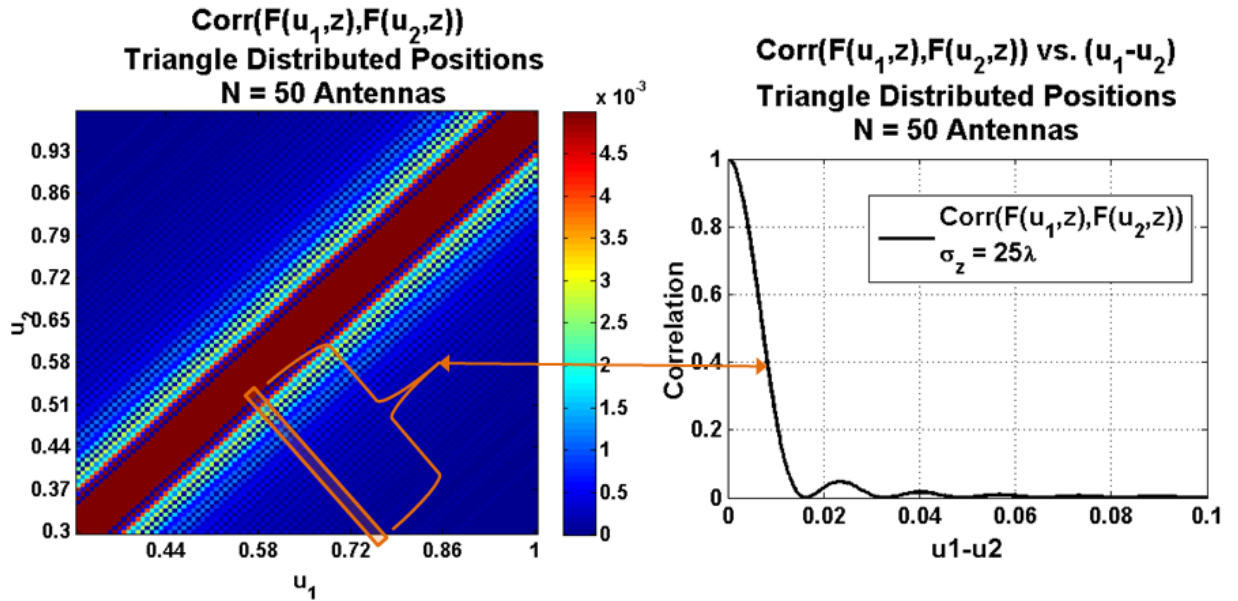 Corr(F(u₁,z),F(u₂,z))
Triangle Distributed Positions
N = 50 Antennas
x 10⁻³
u₂
0.93
0.86
0.79
0.72
0.65
0.58
0.51
0.44
0.37
0.3
0.44 0.58 0.72 0.86 1
u₁
4.5
4
3.5
3
2.5
2
1.5
1
0.5
0
Corr(F(u₁,z),F(u₂,z)) vs. (u₁-u₂)
Triangle Distributed Positions
N = 50 Antennas
Correlation
1
0.8
0.6
0.4
0.2
0
Corr(F(u₁,z),F(u₂,z))
σ_z = 25λ
0 0.02 0.04 0.06 0.08 0.1
u1-u2